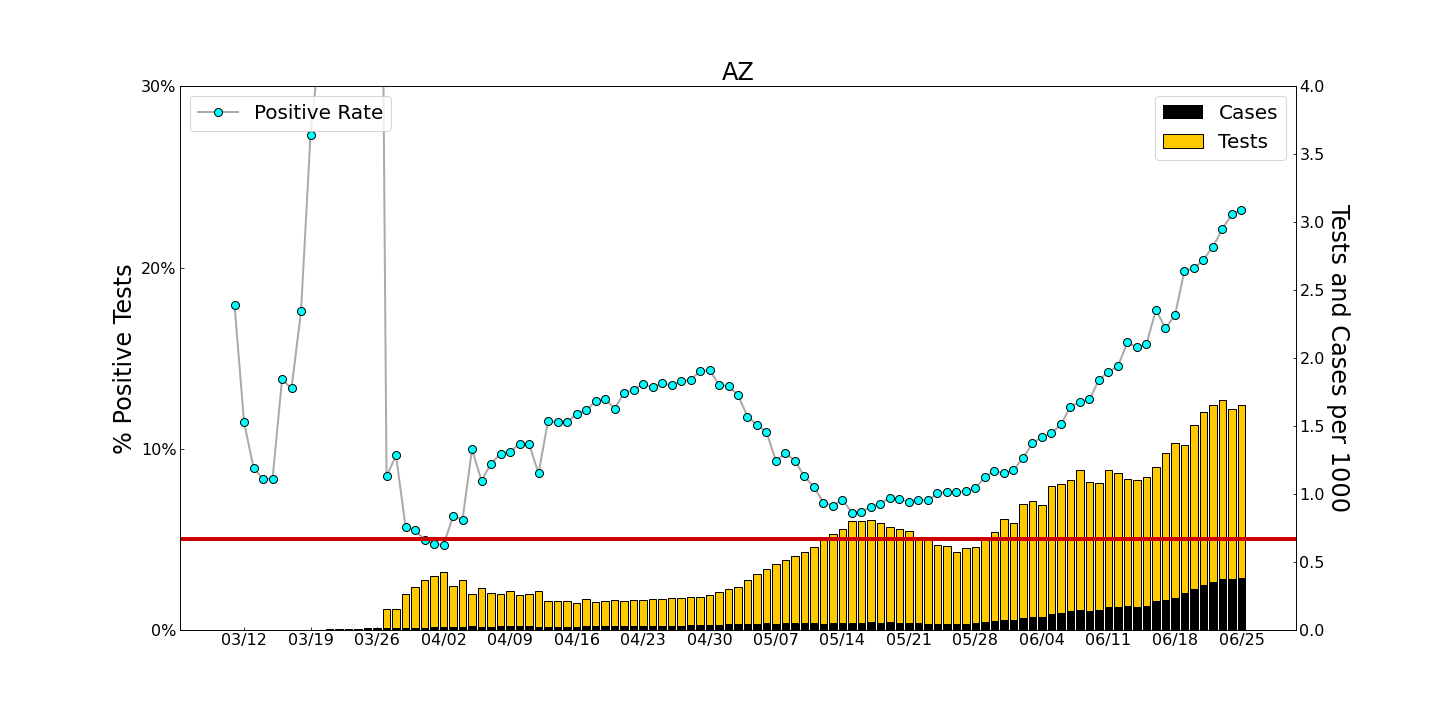 AZ
Positive Rate
Cases
Tests
% Positive Tests
30%
20%
10%
0%
Tests and Cases per 1000
4.0
3.5
3.0
2.5
2.0
1.5
1.0
0.5
0.0
03/12 03/19 03/26 04/02 04/09 04/16 04/23 04/30 05/07 05/14 05/21 05/28 06/04 06/11 06/18 06/25